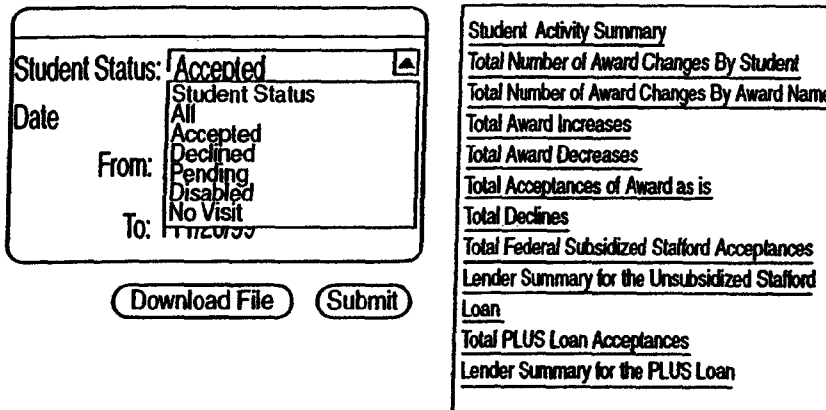 Student Status: Accepted
Student Status
All
Accepted
Declined
Pending
Disabled
No Visit
Date
From:
To: 11/20/99
Download File
Submit
Student Activity Summary
Total Number of Award Changes By Student
Total Number of Award Changes By Award Name
Total Award Increases
Total Award Decreases
Total Acceptances of Award as is
Total Declines
Total Federal Subsidized Stafford Acceptances
Lender Summary for the Unsubsidized Stafford
Loan
Total PLUS Loan Acceptances
Lender Summary for the PLUS Loan